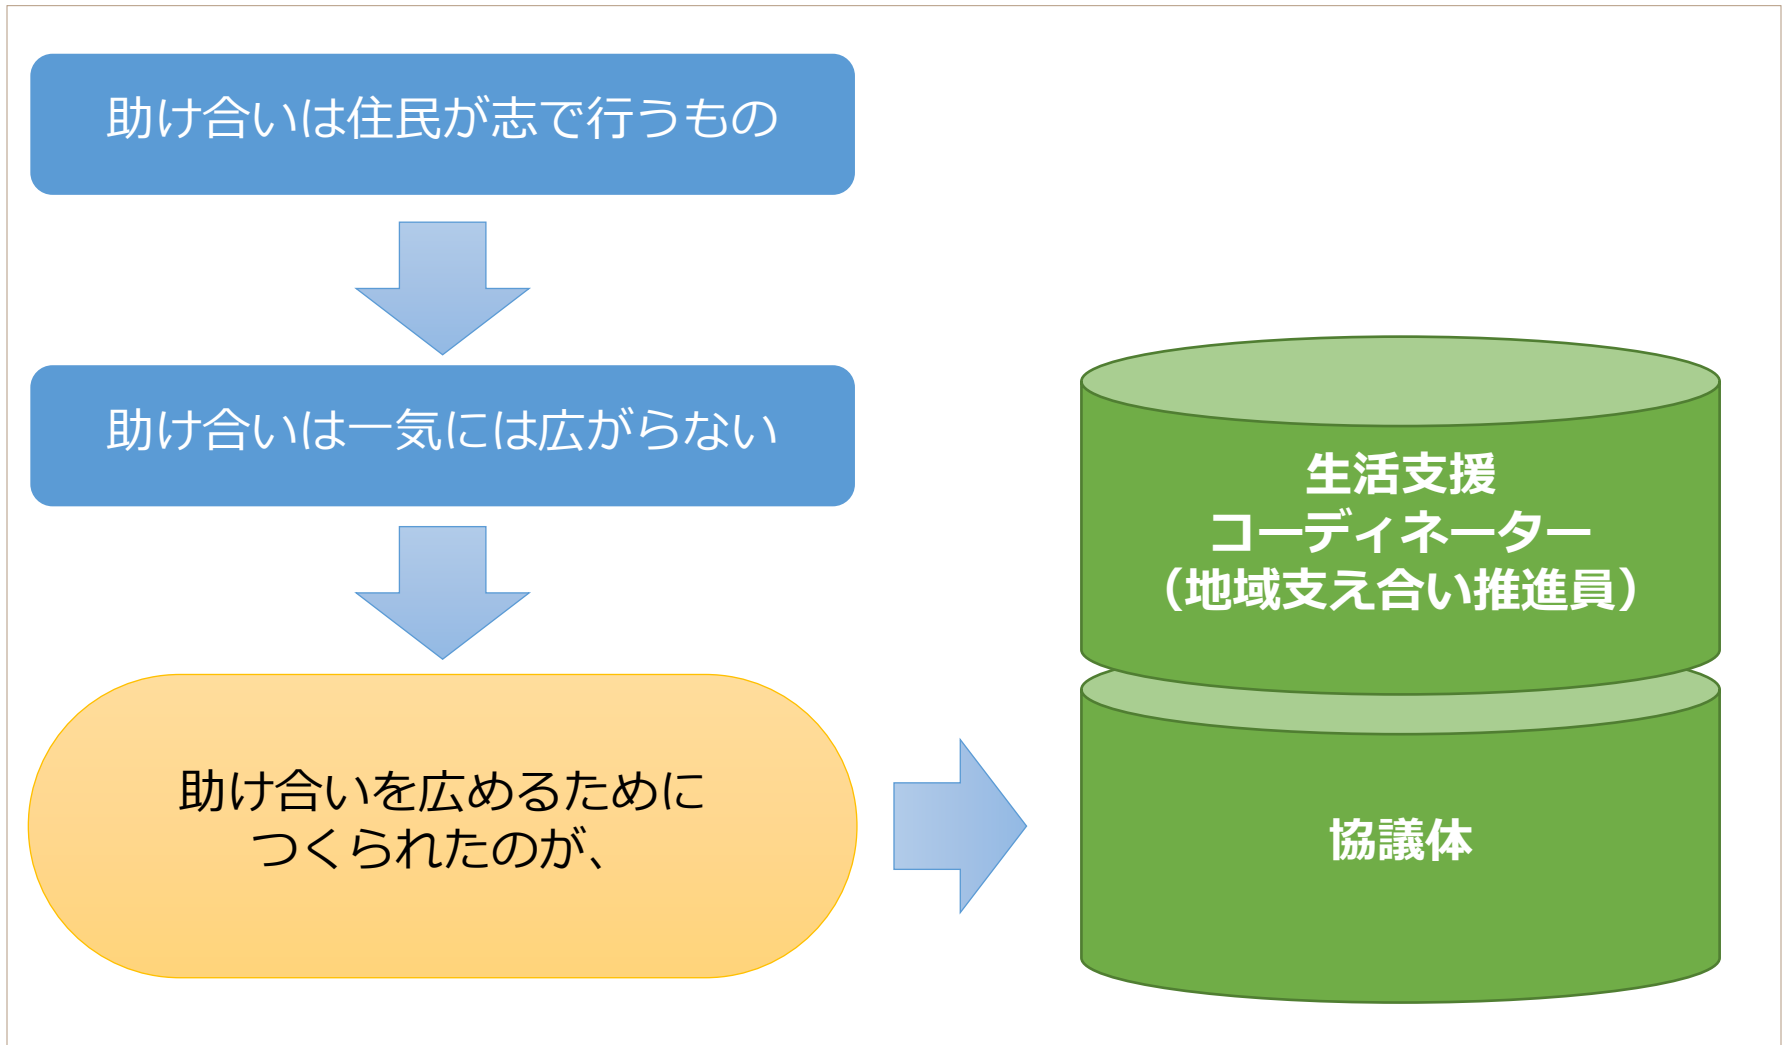 助け合いは住民が志で行うもの
助け合いは一気には広がらない
助け合いを広めるために
つくられたのが、
生活支援
コーディネーター
（地域支え合い推進員）
協議体